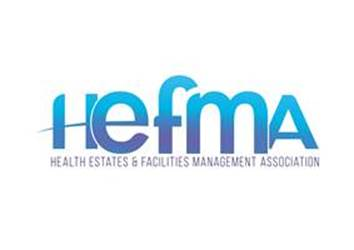 HefmA
HEALTH ESTATES & FACILITIES MANAGEMENT ASSOCIATION